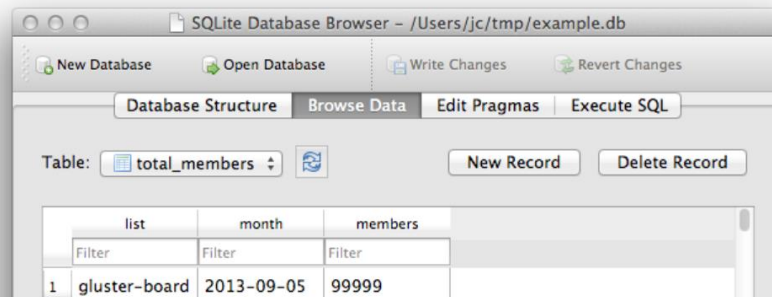 SQLite Database Browser – /Users/jc/tmp/example.db
New Database Open Database Write Changes Revert Changes
Database Structure Browse Data Edit Pragmas Execute SQL
Table: total_members New Record Delete Record
list month members
Filter Filter Filter
1 gluster-board 2013-09-05 99999